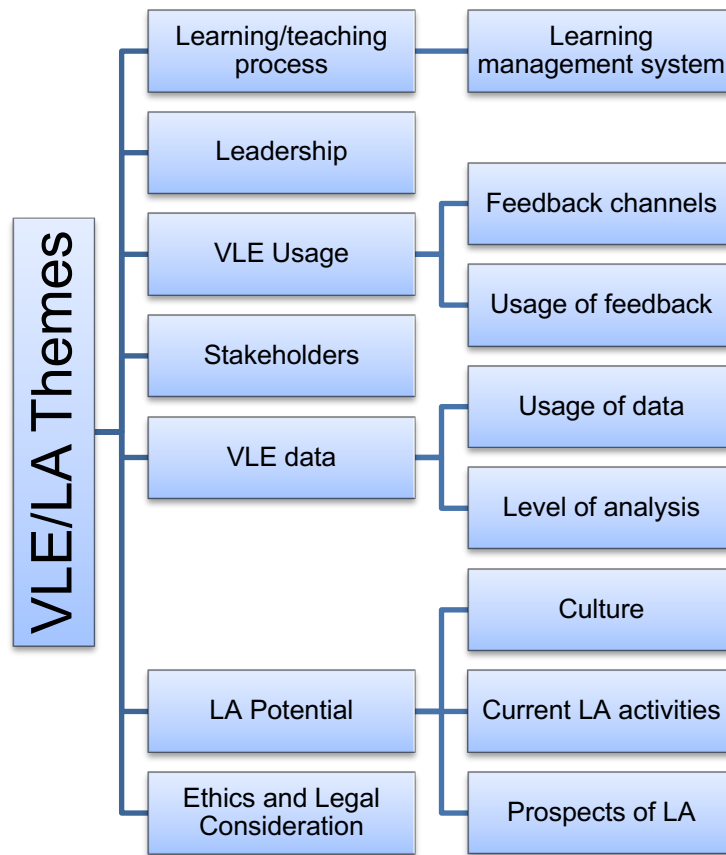 VLE/LA Themes
Learning/teaching
process
Learning
management system
Leadership
VLE Usage
Feedback channels
Usage of feedback
Stakeholders
VLE data
Usage of data
Level of analysis
LA Potential
Culture
Current LA activities
Prospects of LA
Ethics and Legal
Consideration